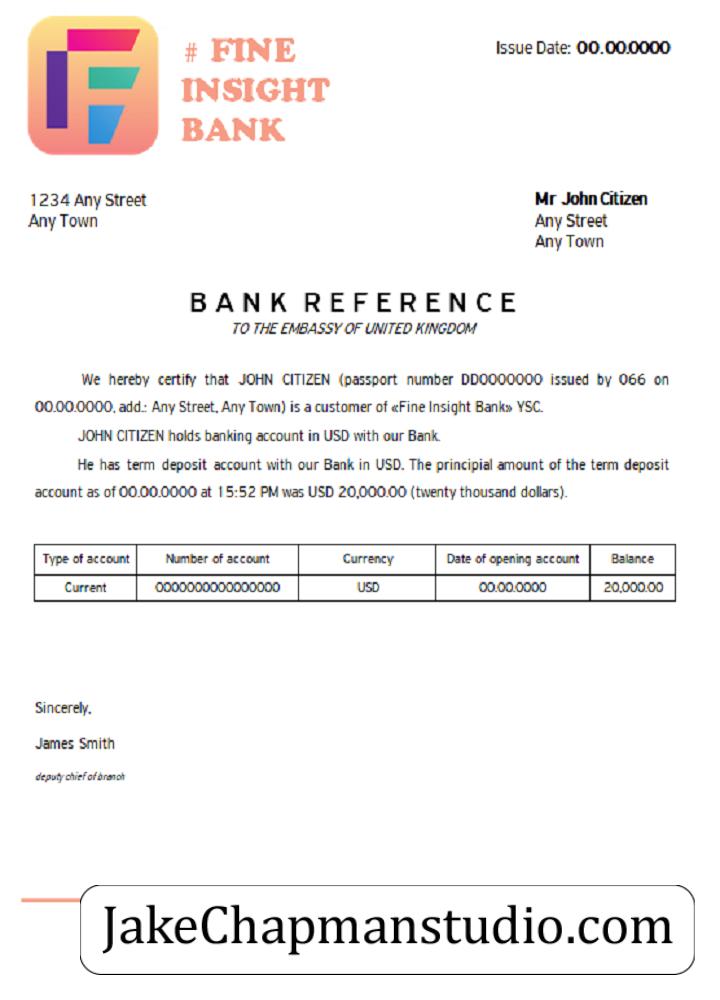 # FINE
INSIGHT
BANK
Issue Date: 00.00.0000
1234 Any Street
Any Town
Mr John Citizen
Any Street
Any Town
BANK REFERENCE
TO THE EMBASSY OF UNITED KINGDOM
We hereby certify that JOHN CITIZEN (passport number DD0000000 issued by 066 on
00.00.0000, add.: Any Street, Any Town) is a customer of «Fine Insight Bank» YSC.
JOHN CITIZEN holds banking account in USD with our Bank.
He has term deposit account with our Bank in USD. The principial amount of the term deposit
account as of 00.00.0000 at 15:52 PM was USD 20,000.00 (twenty thousand dollars).
Type of account Number of account Currency Date of opening account Balance
Current 0000000000000000 USD 00.00.0000 20,000.00
Sincerely,
James Smith
deputy chief of branch
JakeChapmanstudio.com